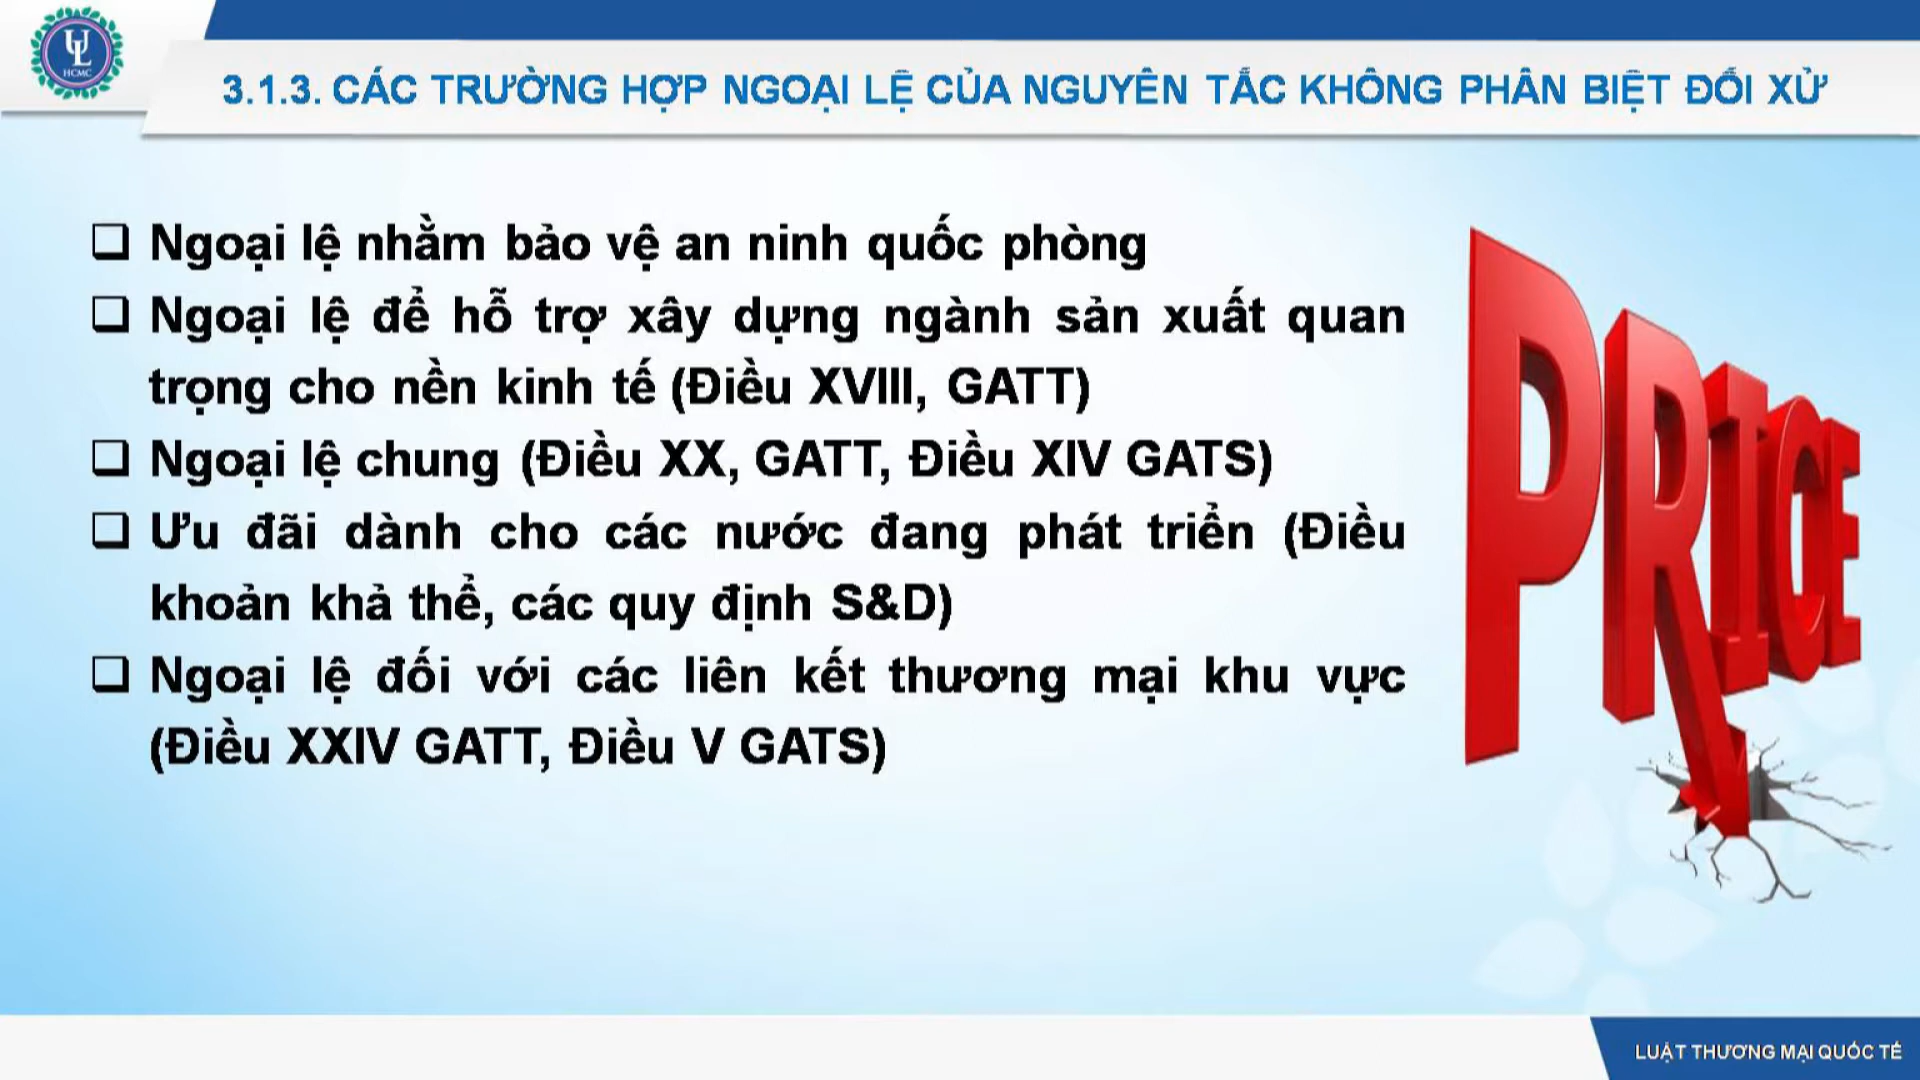 UL
HCMC
3.1.3. CÁC TRƯỜNG HỢP NGOẠI LỆ CỦA NGUYÊN TẮC KHÔNG PHÂN BIỆT ĐỐI XỬ
❑ Ngoại lệ nhằm bảo vệ an ninh quốc phòng
❑ Ngoại lệ để hỗ trợ xây dựng ngành sản xuất quan
trọng cho nền kinh tế (Điều XVIII, GATT)
❑ Ngoại lệ chung (Điều XX, GATT, Điều XIV GATS)
❑ Ưu đãi dành cho các nước đang phát triển (Điều
khoản khả thể, các quy định S&D)
❑ Ngoại lệ đối với các liên kết thương mại khu vực
(Điều XXIV GATT, Điều V GATS)
PRICE
LUẬT THƯƠNG MẠI QUỐC TẾ